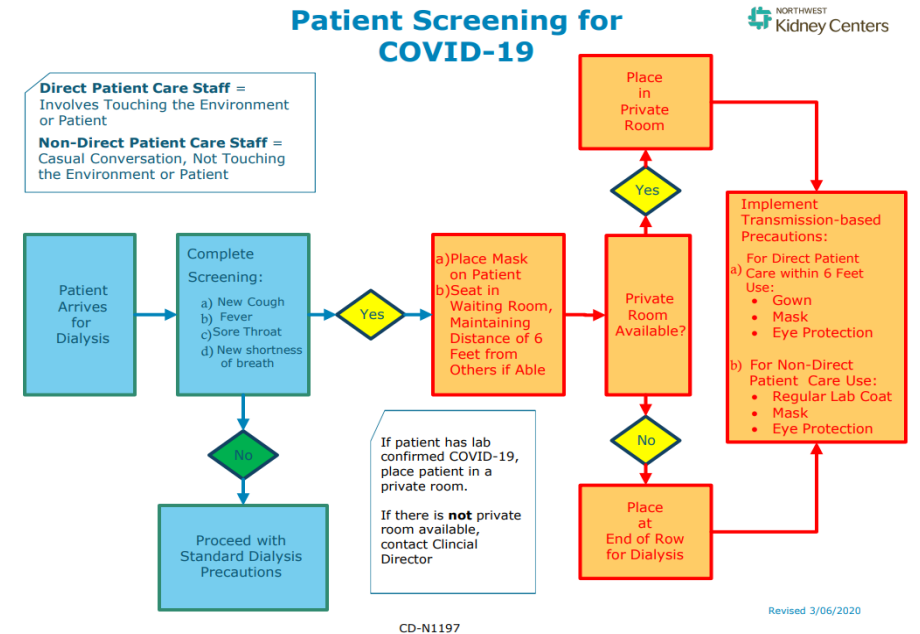 Patient Screening for
COVID-19
NORTHWEST
Kidney Centers
Direct Patient Care Staff =
Involves Touching the Environment
or Patient
Non-Direct Patient Care Staff =
Casual Conversation, Not Touching
the Environment or Patient
Patient
Arrives
for
Dialysis
Complete
Screening:
a) New Cough
b) Fever
c) Sore Throat
d) New shortness
of breath
No
Proceed with
Standard Dialysis
Precautions
Yes
a) Place Mask
on Patient
b) Seat in
Waiting Room,
Maintaining
Distance of 6
Feet from
Others if Able
If patient has lab
confirmed COVID-19,
place patient in a
private room.
If there is not private
room available,
contact Clincial
Director
Private
Room
Available?
Yes
Place
in
Private
Room
No
Place
at
End of Row
for Dialysis
Implement
Transmission-based
Precautions:
a) For Direct Patient
Care within 6 Feet
Use:
• Gown
• Mask
• Eye Protection
b) For Non-Direct
Patient Care Use:
• Regular Lab Coat
• Mask
• Eye Protection
Revised 3/06/2020
CD-N1197